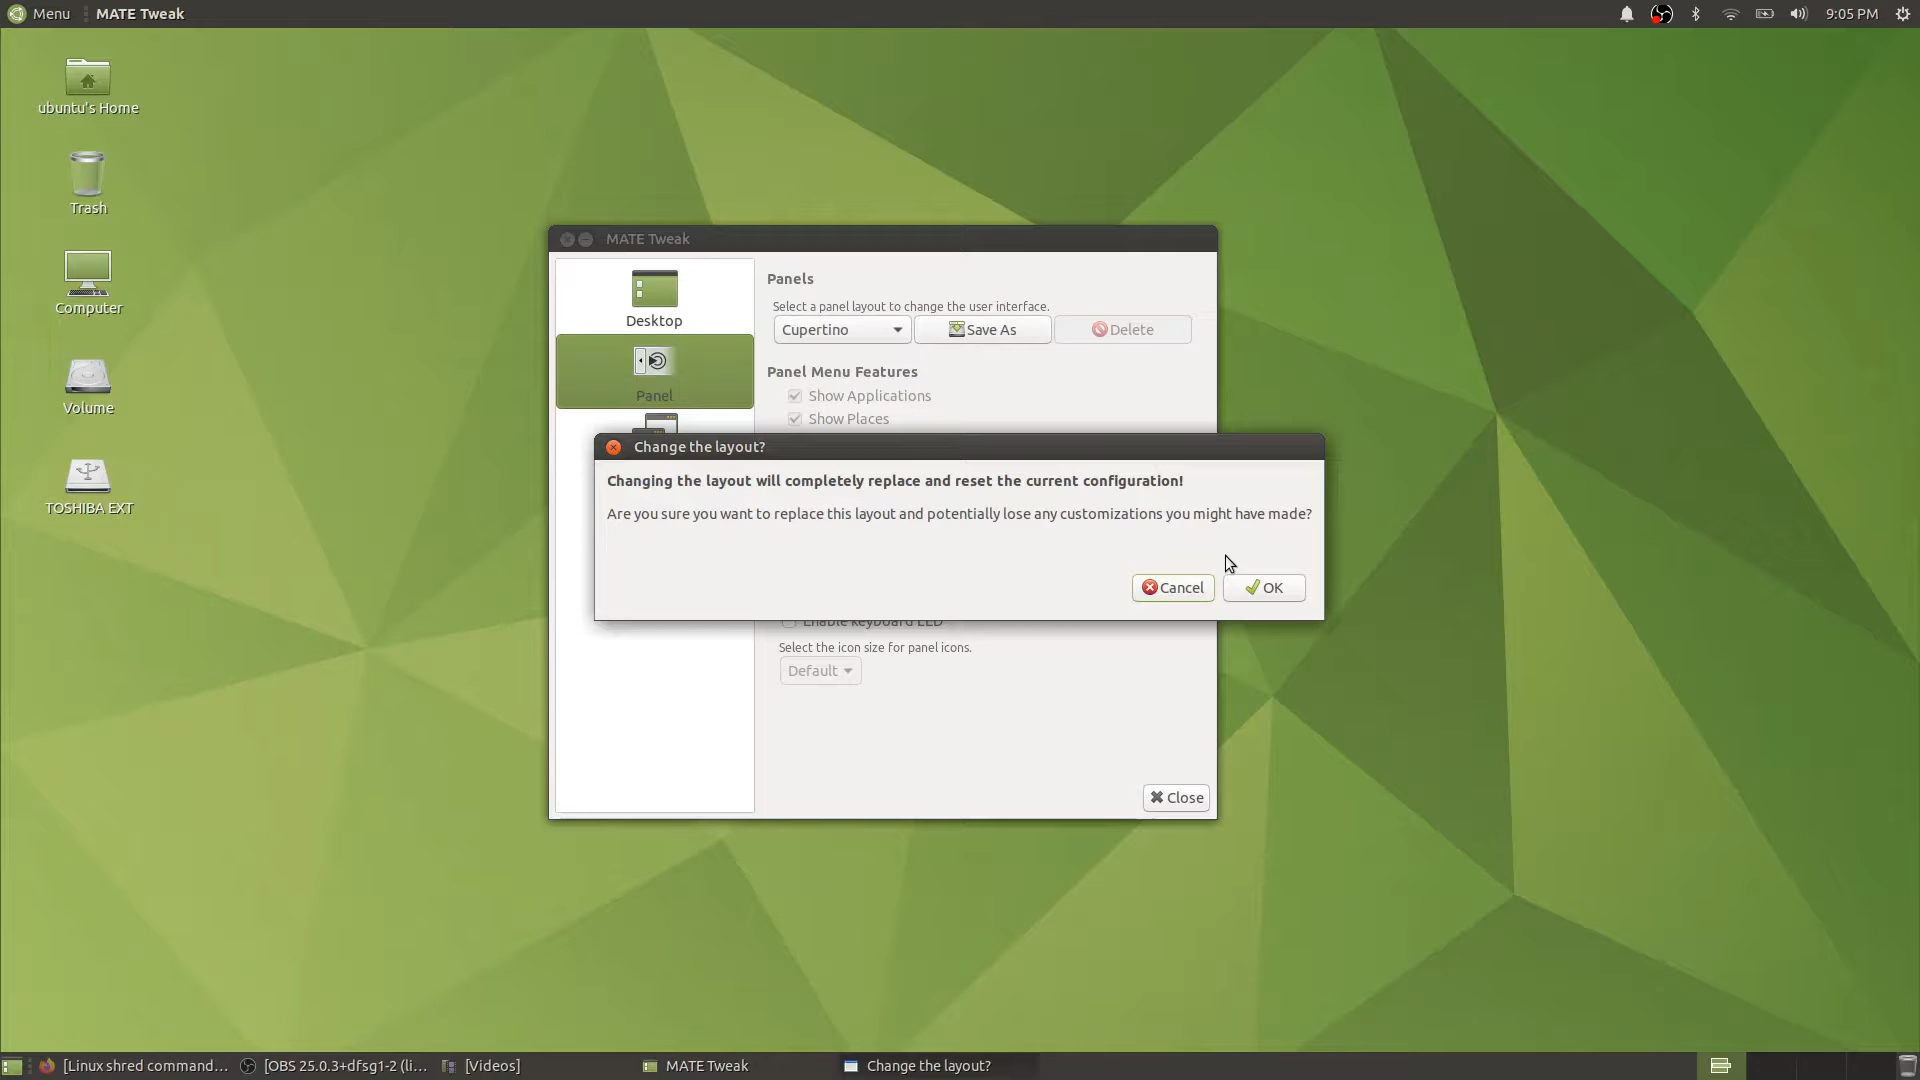 Menu MATE Tweak 9:05 PM
ubuntu's Home
Trash
Computer
Volume
TOSHIBA EXT
MATE Tweak
Desktop
Panel
Panels
Select a panel layout to change the user interface.
Cupertino Save As Delete
Panel Menu Features
Show Applications
Show Places
Change the layout?
Changing the layout will completely replace and reset the current configuration!
Are you sure you want to replace this layout and potentially lose any customizations you might have made?
Cancel OK
Enable keyboard LED
Select the icon size for panel icons.
Default
Close
[Linux shred command... [OBS 25.0.3+dfsg1-2 (li... [Videos] MATE Tweak Change the layout?